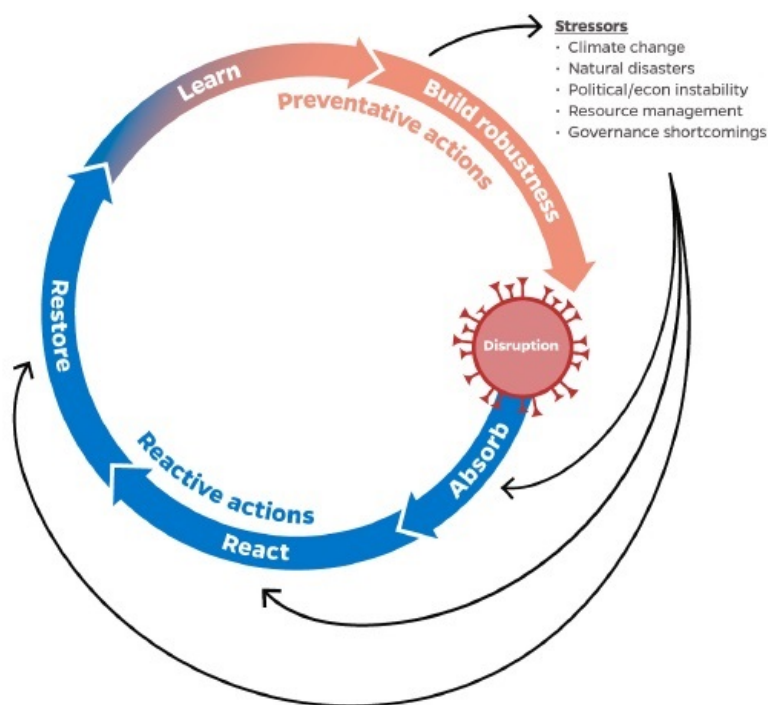 Stressors
· Climate change
· Natural disasters
· Political/econ instability
· Resource management
· Governance shortcomings
Learn
Build robustness
Preventative actions
Disruption
Restore
Absorb
Reactive actions
React